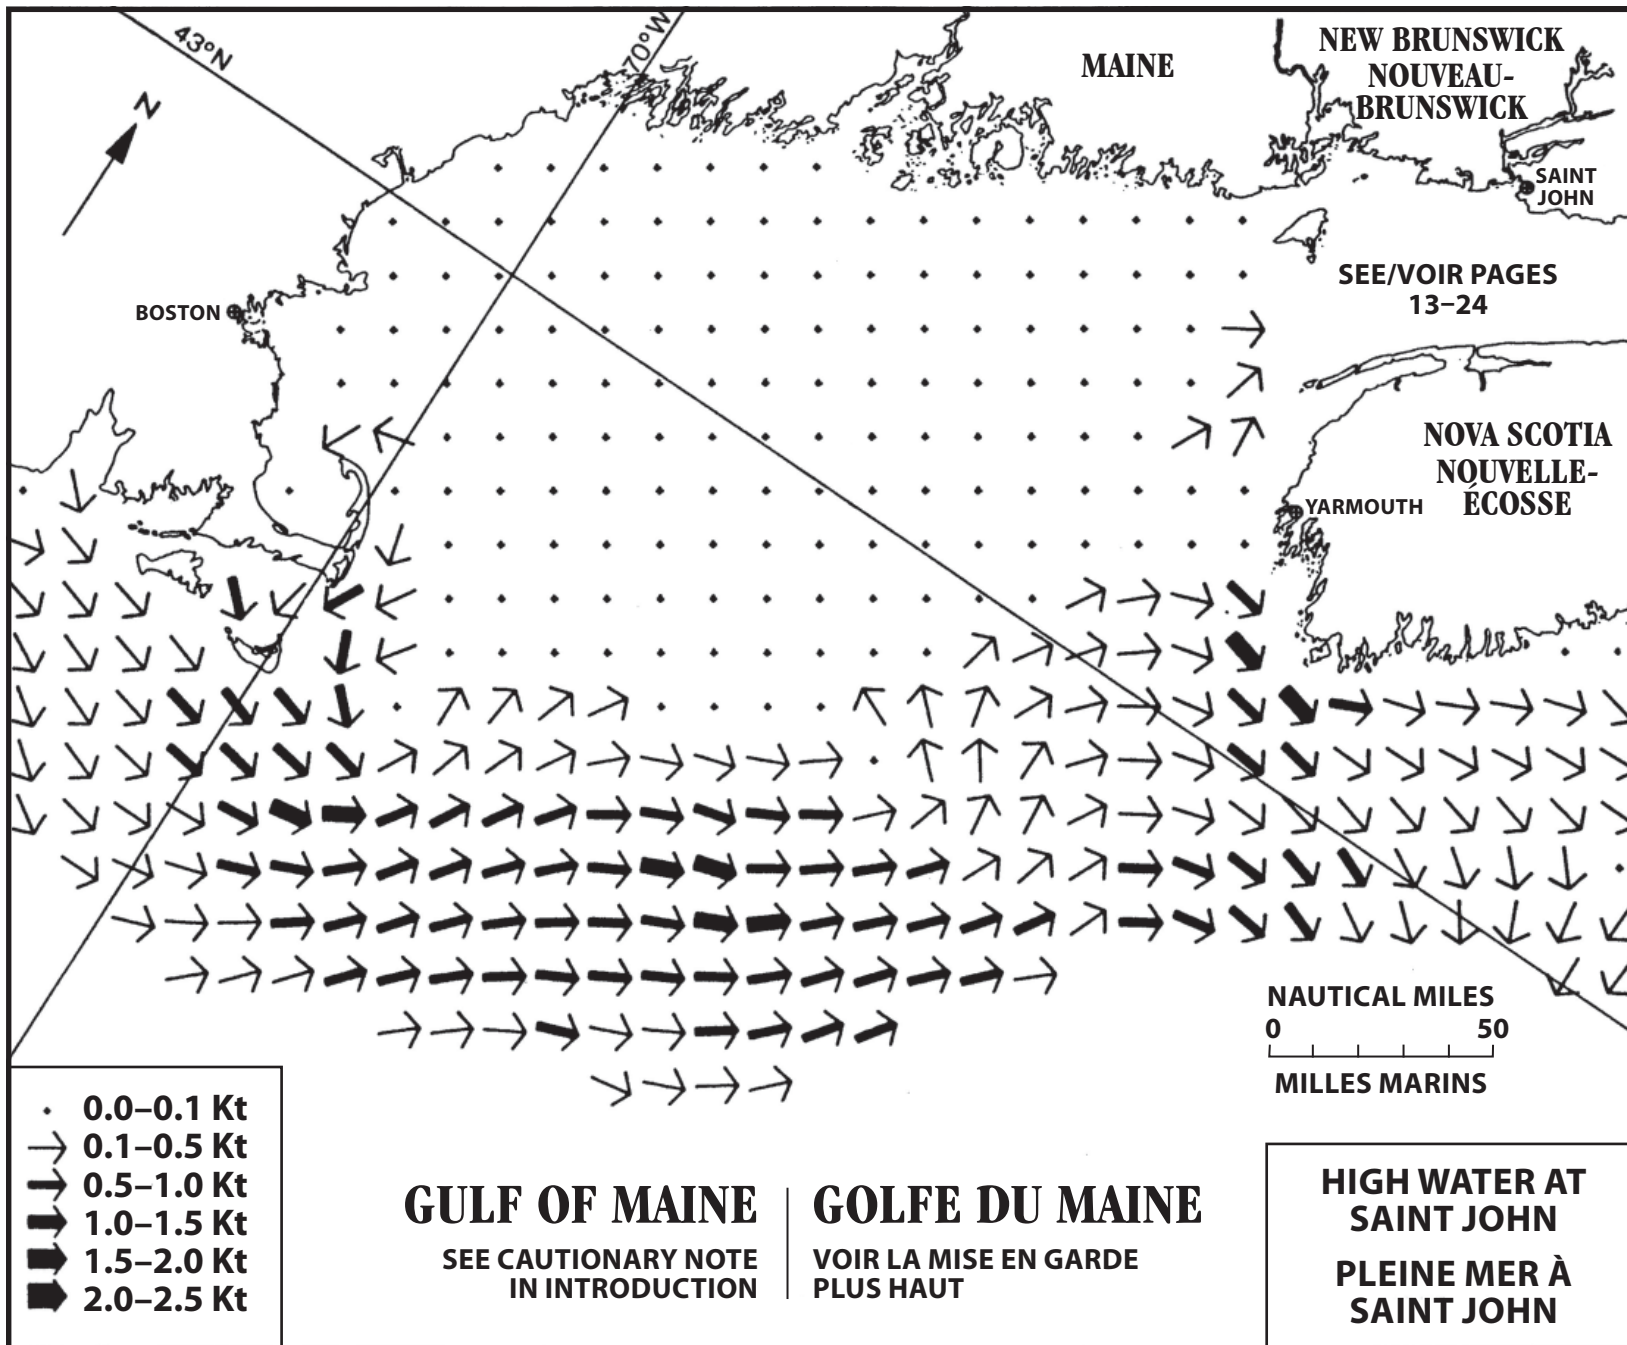 43°N
70°W
N
MAINE
NEW BRUNSWICK
NOUVEAU-
BRUNSWICK
SAINT
JOHN
SEE/VOIR PAGES
13–24
BOSTON
NOVA SCOTIA
NOUVELLE-
ÉCOSSE
YARMOUTH
NAUTICAL MILES
0 50
MILLES MARINS
0.0–0.1 Kt
0.1–0.5 Kt
0.5–1.0 Kt
1.0–1.5 Kt
1.5–2.0 Kt
2.0–2.5 Kt
GULF OF MAINE
SEE CAUTIONARY NOTE
IN INTRODUCTION
GOLFE DU MAINE
VOIR LA MISE EN GARDE
PLUS HAUT
HIGH WATER AT
SAINT JOHN
PLEINE MER À
SAINT JOHN